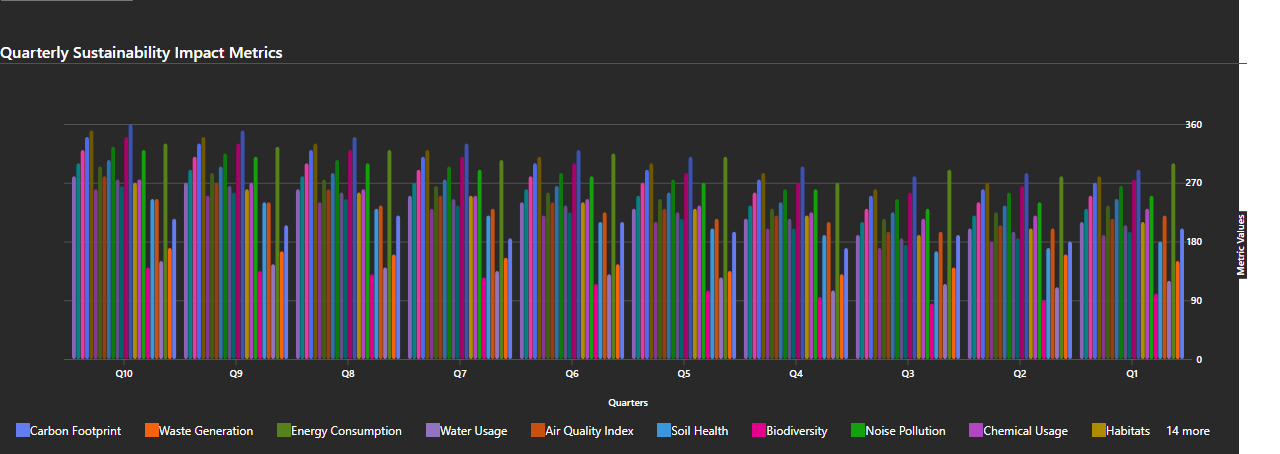 Quarterly Sustainability Impact Metrics
360
270
180
90
0
Metric Values
Q10 Q9 Q8 Q7 Q6 Q5 Q4 Q3 Q2 Q1
Quarters
Carbon Footprint Waste Generation Energy Consumption Water Usage Air Quality Index Soil Health Biodiversity Noise Pollution Chemical Usage Habitats 14 more